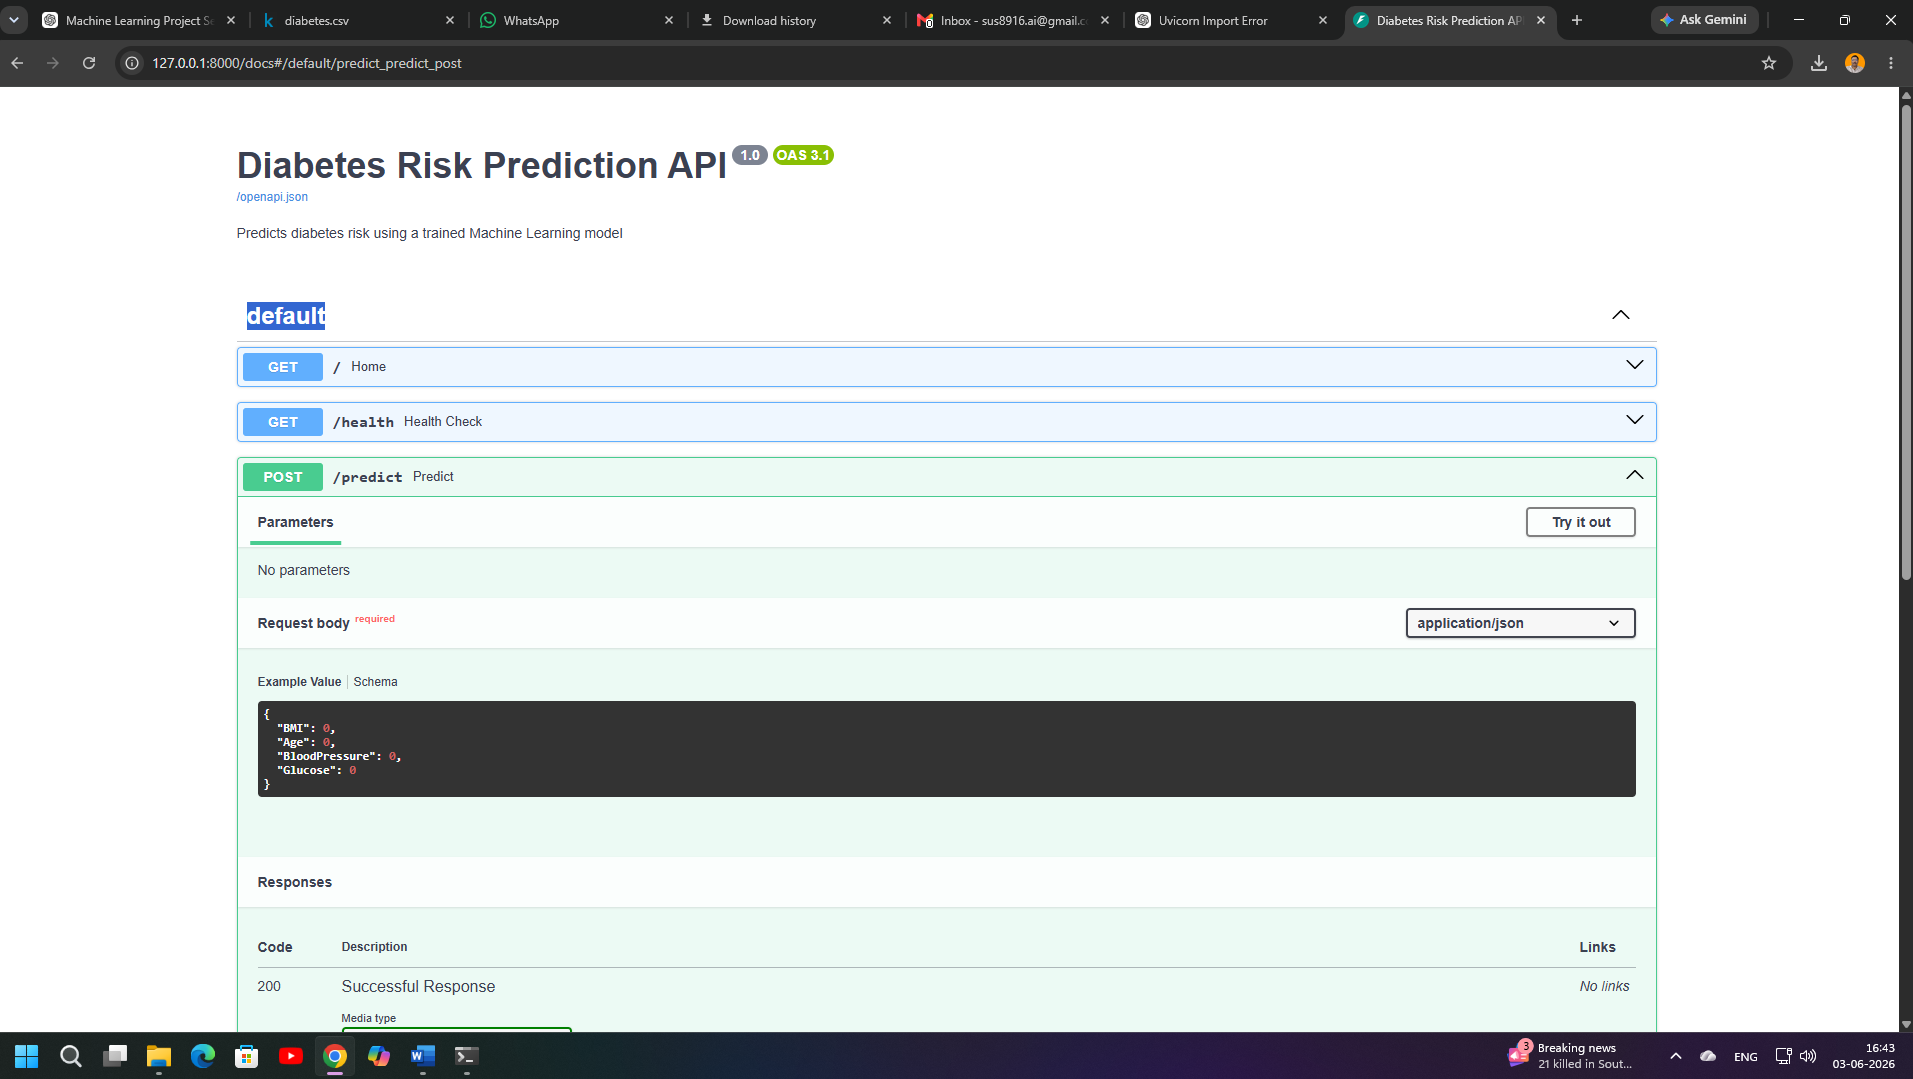 Machine Learning Project Se
diabetes.csv
WhatsApp
Download history
Inbox - sus8916.ai@gmail.c
Uvicorn Import Error
Diabetes Risk Prediction AP
Ask Gemini
127.0.0.1:8000/docs#/default/predict_predict_post
Diabetes Risk Prediction API 1.0 OAS 3.1
/openapi.json
Predicts diabetes risk using a trained Machine Learning model
default
GET / Home
GET /health Health Check
POST /predict Predict
Parameters
Try it out
No parameters
Request body required
application/json
Example Value
Schema
{
"BMI": 0,
"Age": 0,
"BloodPressure": 0,
"Glucose": 0
}
Responses
Code Description Links
200 Successful Response No links
Media type
3
Breaking news
21 killed in Sout...
ENG
16:43
03-06-2026